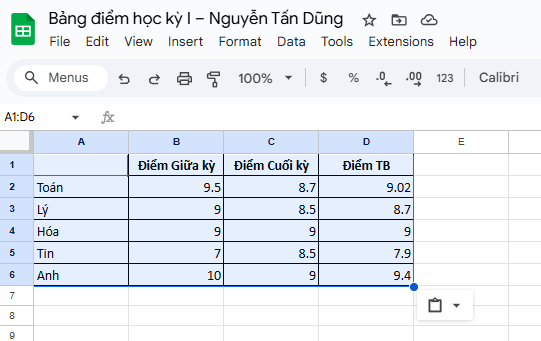 Bảng điểm học kỳ I – Nguyễn Tấn Dũng
File Edit View Insert Format Data Tools Extensions Help
Menus 100% $ % .0 .00 123 Calibri
A1:D6 fx
A B C D E
1 Điểm Giữa kỳ Điểm Cuối kỳ Điểm TB
2 Toán 9.5 8.7 9.02
3 Lý 9 8.5 8.7
4 Hóa 9 9 9
5 Tin 7 8.5 7.9
6 Anh 10 9 9.4
7
8
9